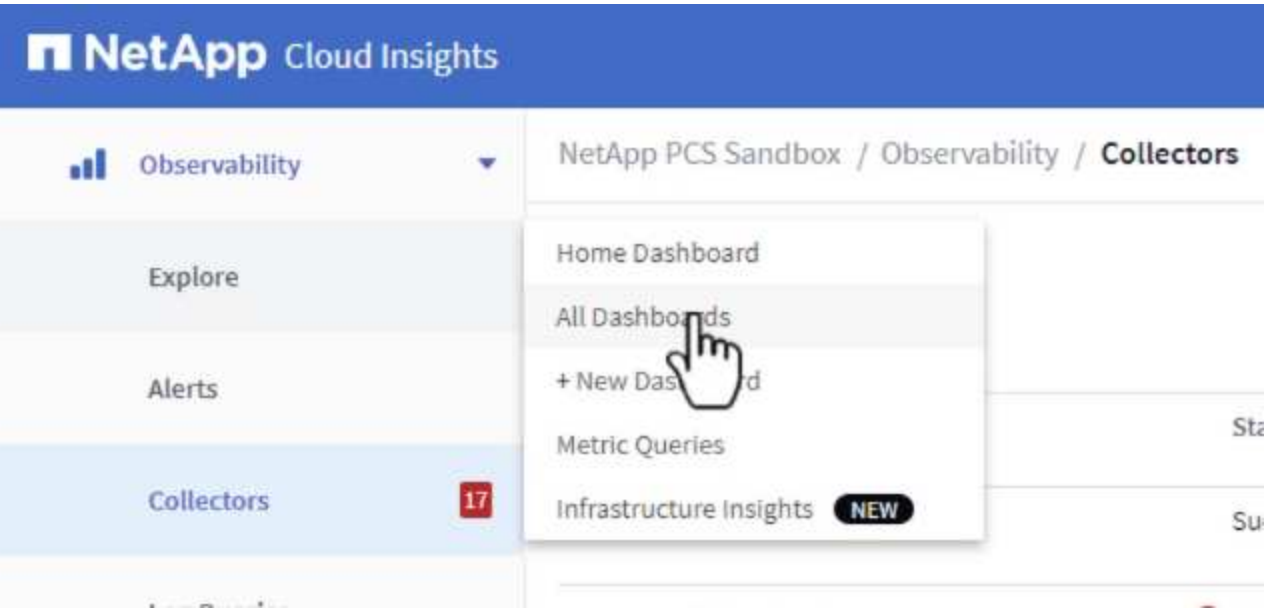 NetApp Cloud Insights
Observability
NetApp PCS Sandbox / Observability / Collectors
Explore
Home Dashboard
All Dashboards
+ New Dashboard
Metric Queries
Infrastructure Insights NEW
Alerts
Collectors
17